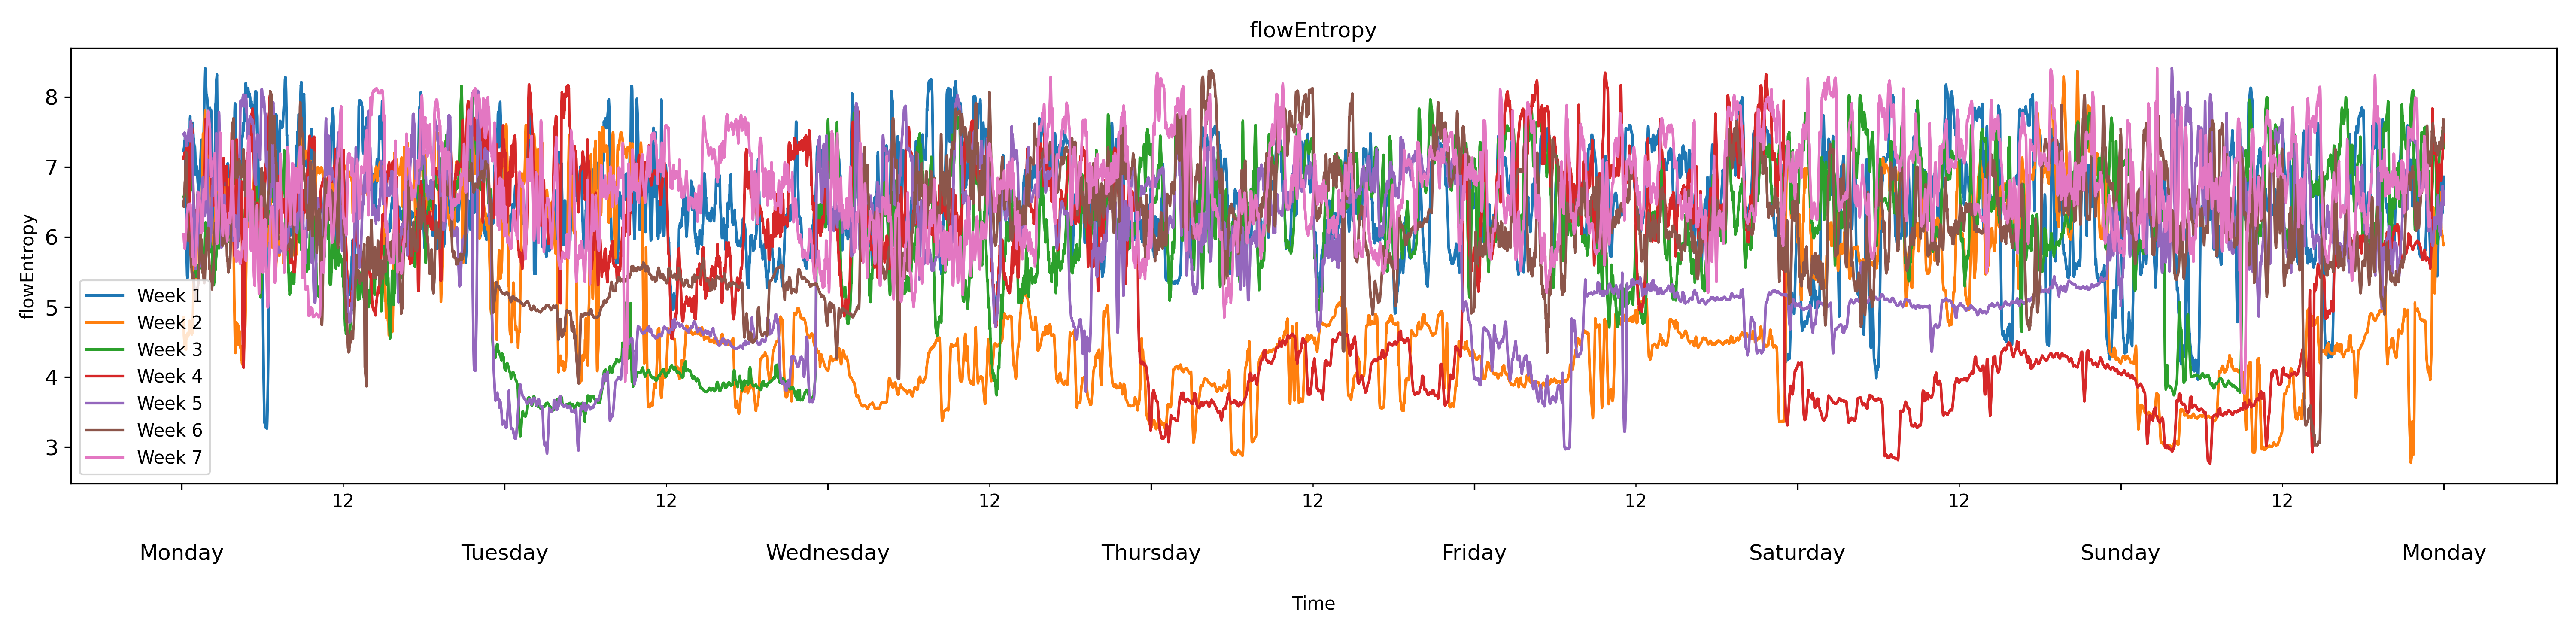 flowEntropy
flowEntropy
8
7
6
5
4
3
Week 1
Week 2
Week 3
Week 4
Week 5
Week 6
Week 7
12 12 12 12 12 12 12
Monday Tuesday Wednesday Thursday Friday Saturday Sunday Monday
Time